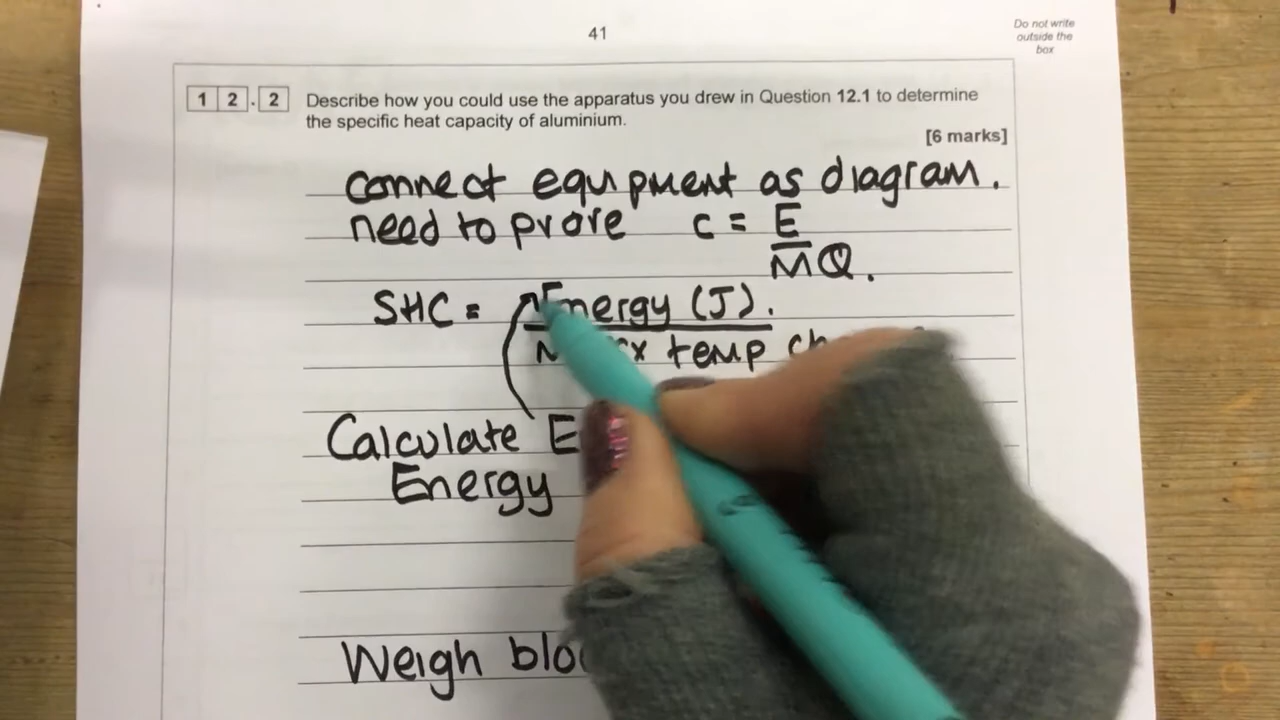 41
Do not write
outside the
box
1 2 . 2 Describe how you could use the apparatus you drew in Question 12.1 to determine
the specific heat capacity of aluminium.
[6 marks]
connect equipment as diagram.
need to prove c = E
MQ.
SHC = Energy (J).
x temp
Calculate E
Energy
Weigh